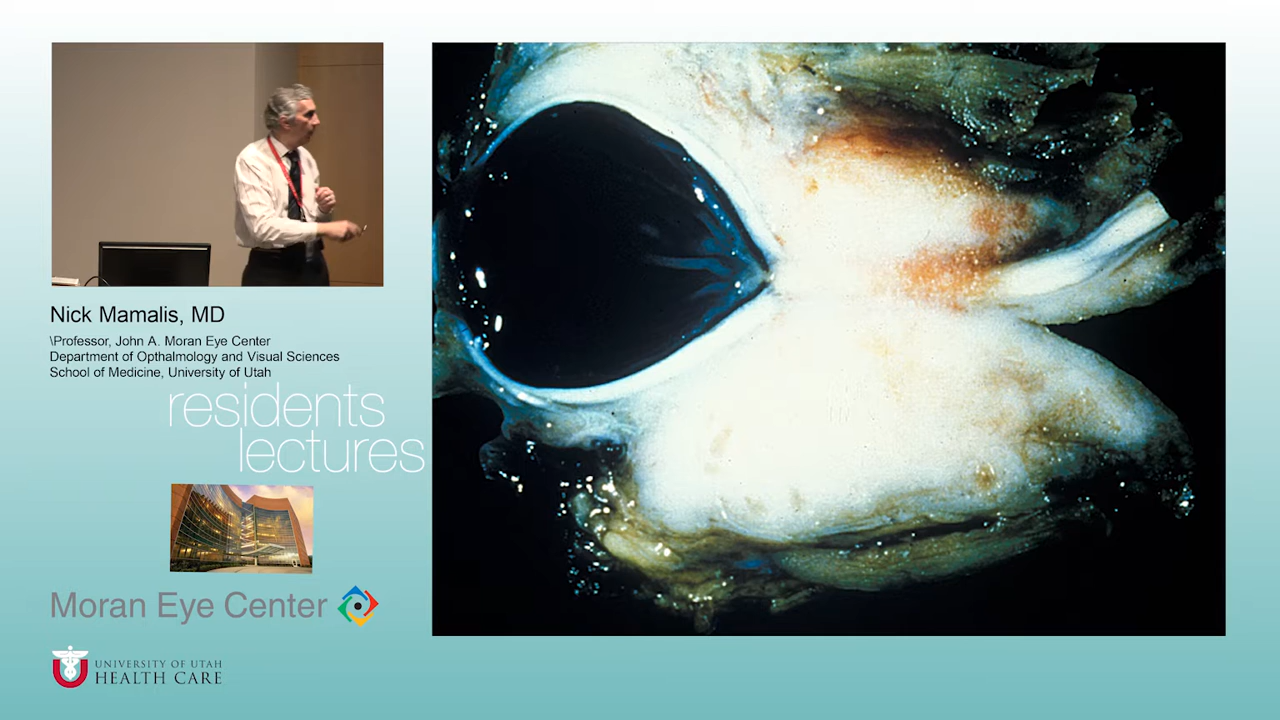 Nick Mamalis, MD
\Professor, John A. Moran Eye Center
Department of Opthalmology and Visual Sciences
School of Medicine, University of Utah
residents
lectures
Moran Eye Center
UNIVERSITY OF UTAH
HEALTH CARE